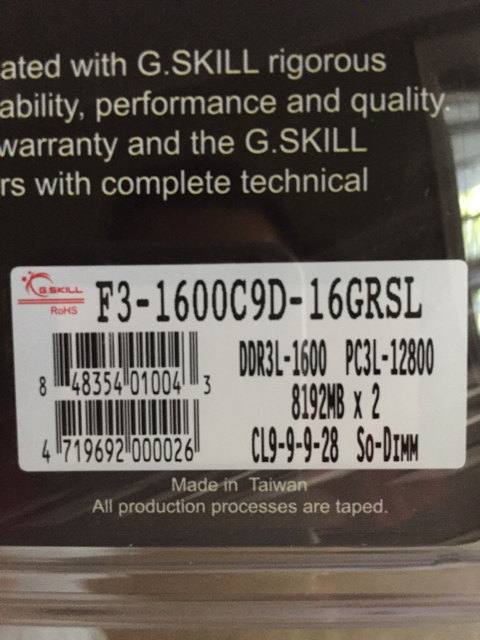 ated with G.SKILL rigorous
ability, performance and quality.
warranty and the G.SKILL
rs with complete technical
G.SKILL
RoHS
F3-1600C9D-16GRSL
DDR3L-1600 PC3L-12800
8192MB x 2
CL9-9-9-28 So-DIMM
8 48354 01004 3
4 719692 000026
Made in Taiwan
All production processes are taped.